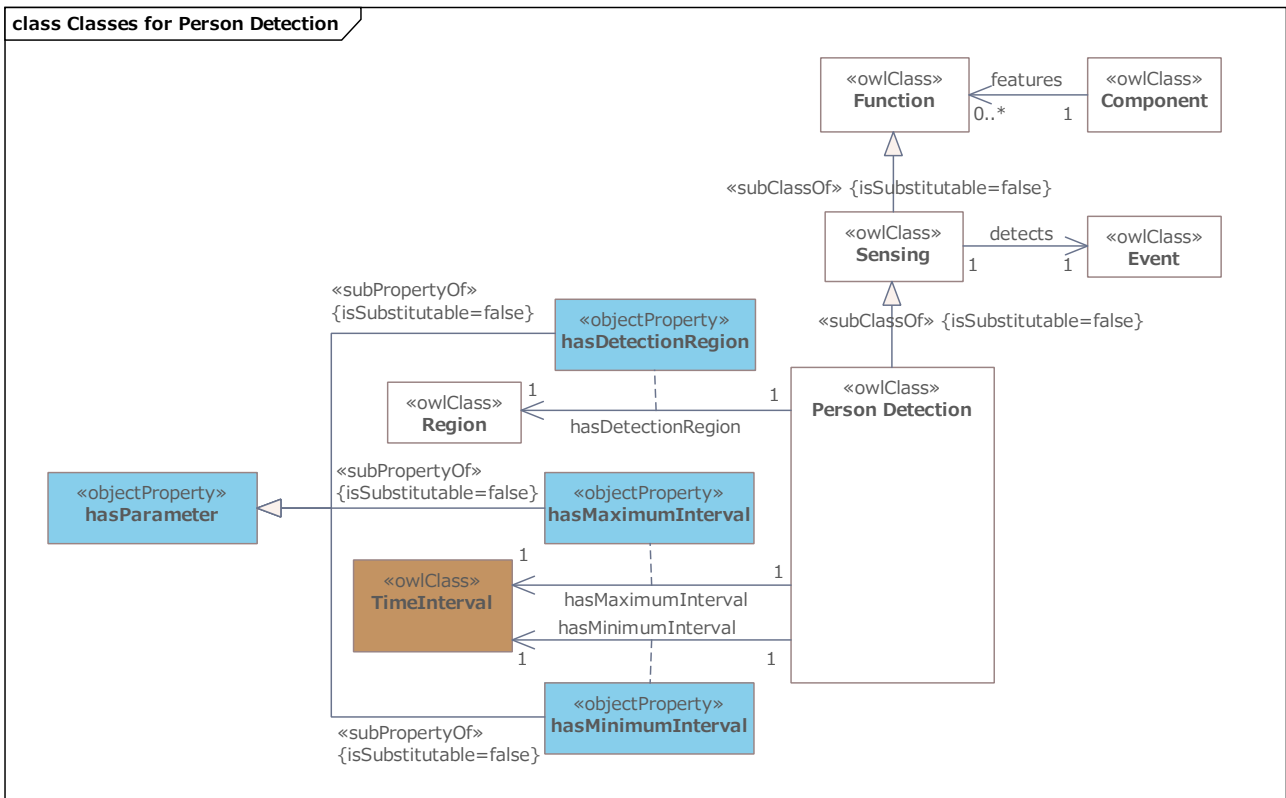 class Classes for Person Detection
«owlClass»
Function
features
0..*
1
«owlClass»
Component
«subClassOf» {isSubstitutable=false}
«owlClass»
Sensing
detects
1
1
«owlClass»
Event
«subClassOf» {isSubstitutable=false}
«subPropertyOf»
{isSubstitutable=false}
«objectProperty»
hasDetectionRegion
«owlClass»
Region
1
1
hasDetectionRegion
«owlClass»
Person Detection
«subPropertyOf»
{isSubstitutable=false}
«objectProperty»
hasParameter
«objectProperty»
hasMaximumInterval
«owlClass»
TimeInterval
1
1
hasMaximumInterval
hasMinimumInterval
1
1
«objectProperty»
hasMinimumInterval
«subPropertyOf»
{isSubstitutable=false}